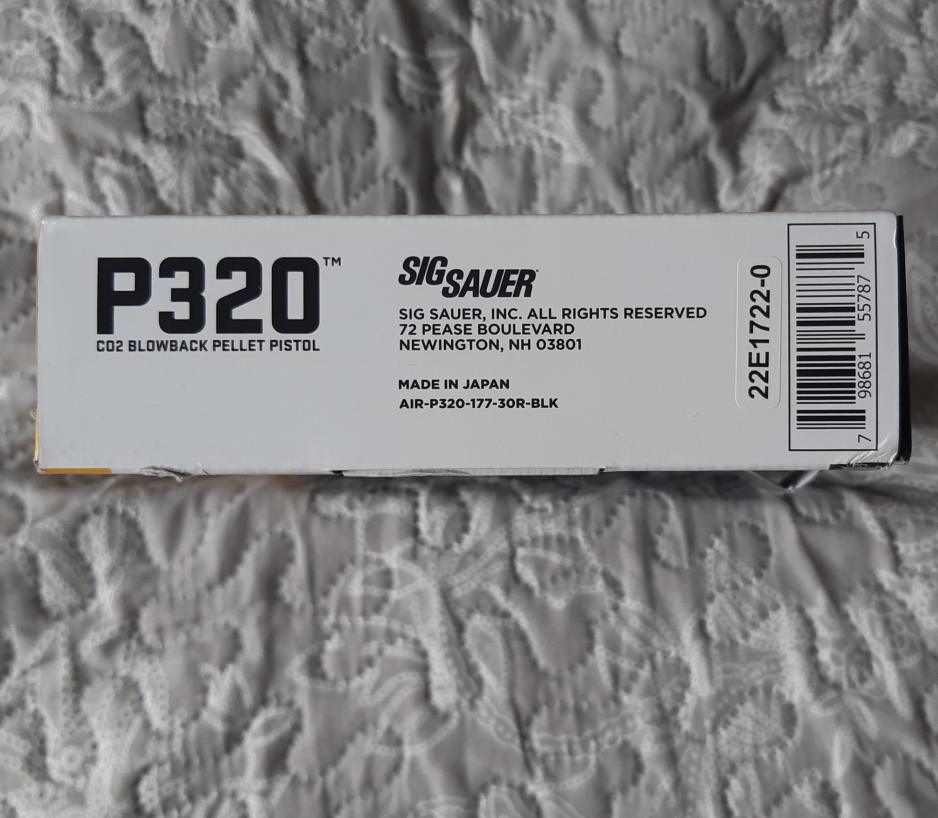 P320™
CO2 BLOWBACK PELLET PISTOL
SIG SAUER
SIG SAUER, INC. ALL RIGHTS RESERVED
72 PEASE BOULEVARD
NEWINGTON, NH 03801
MADE IN JAPAN
AIR-P320-177-30R-BLK
22E1722-0
7 98681 55787 5